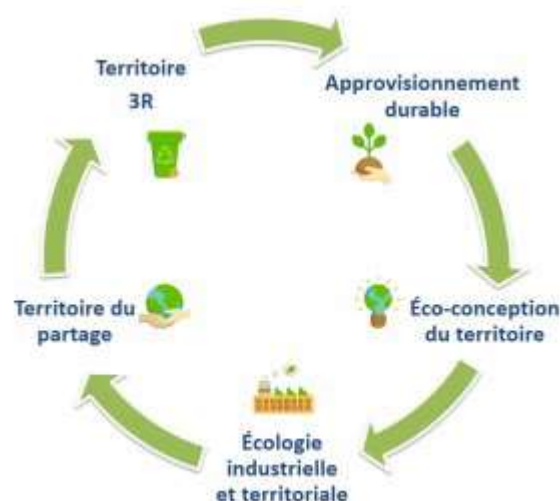 Territoire
3R
Approvisionnement
durable
Éco-conception
du territoire
Écologie
industrielle
et territoriale
Territoire du
partage